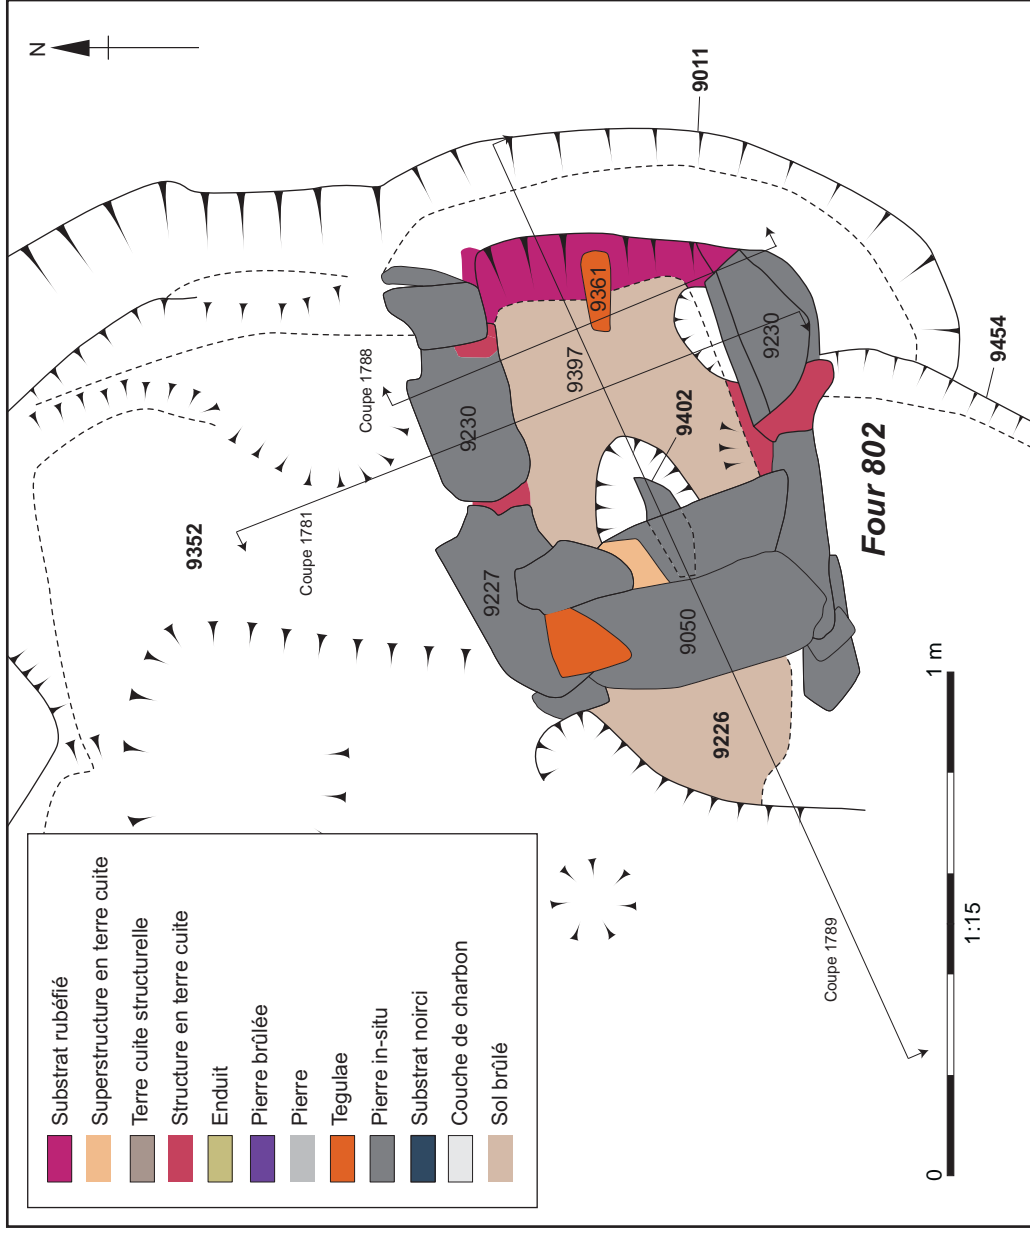 N
9011
9361
9397
9230
9454
Coupe 1788
9230
9402
Four 802
9352
Coupe 1781
9227
9050
9226
1 m
Coupe 1789
1:15
0
Substrat rubéfié
Superstructure en terre cuite
Terre cuite structurelle
Structure en terre cuite
Enduit
Pierre brûlée
Pierre
Tegulae
Pierre in-situ
Substrat noirci
Couche de charbon
Sol brûlé